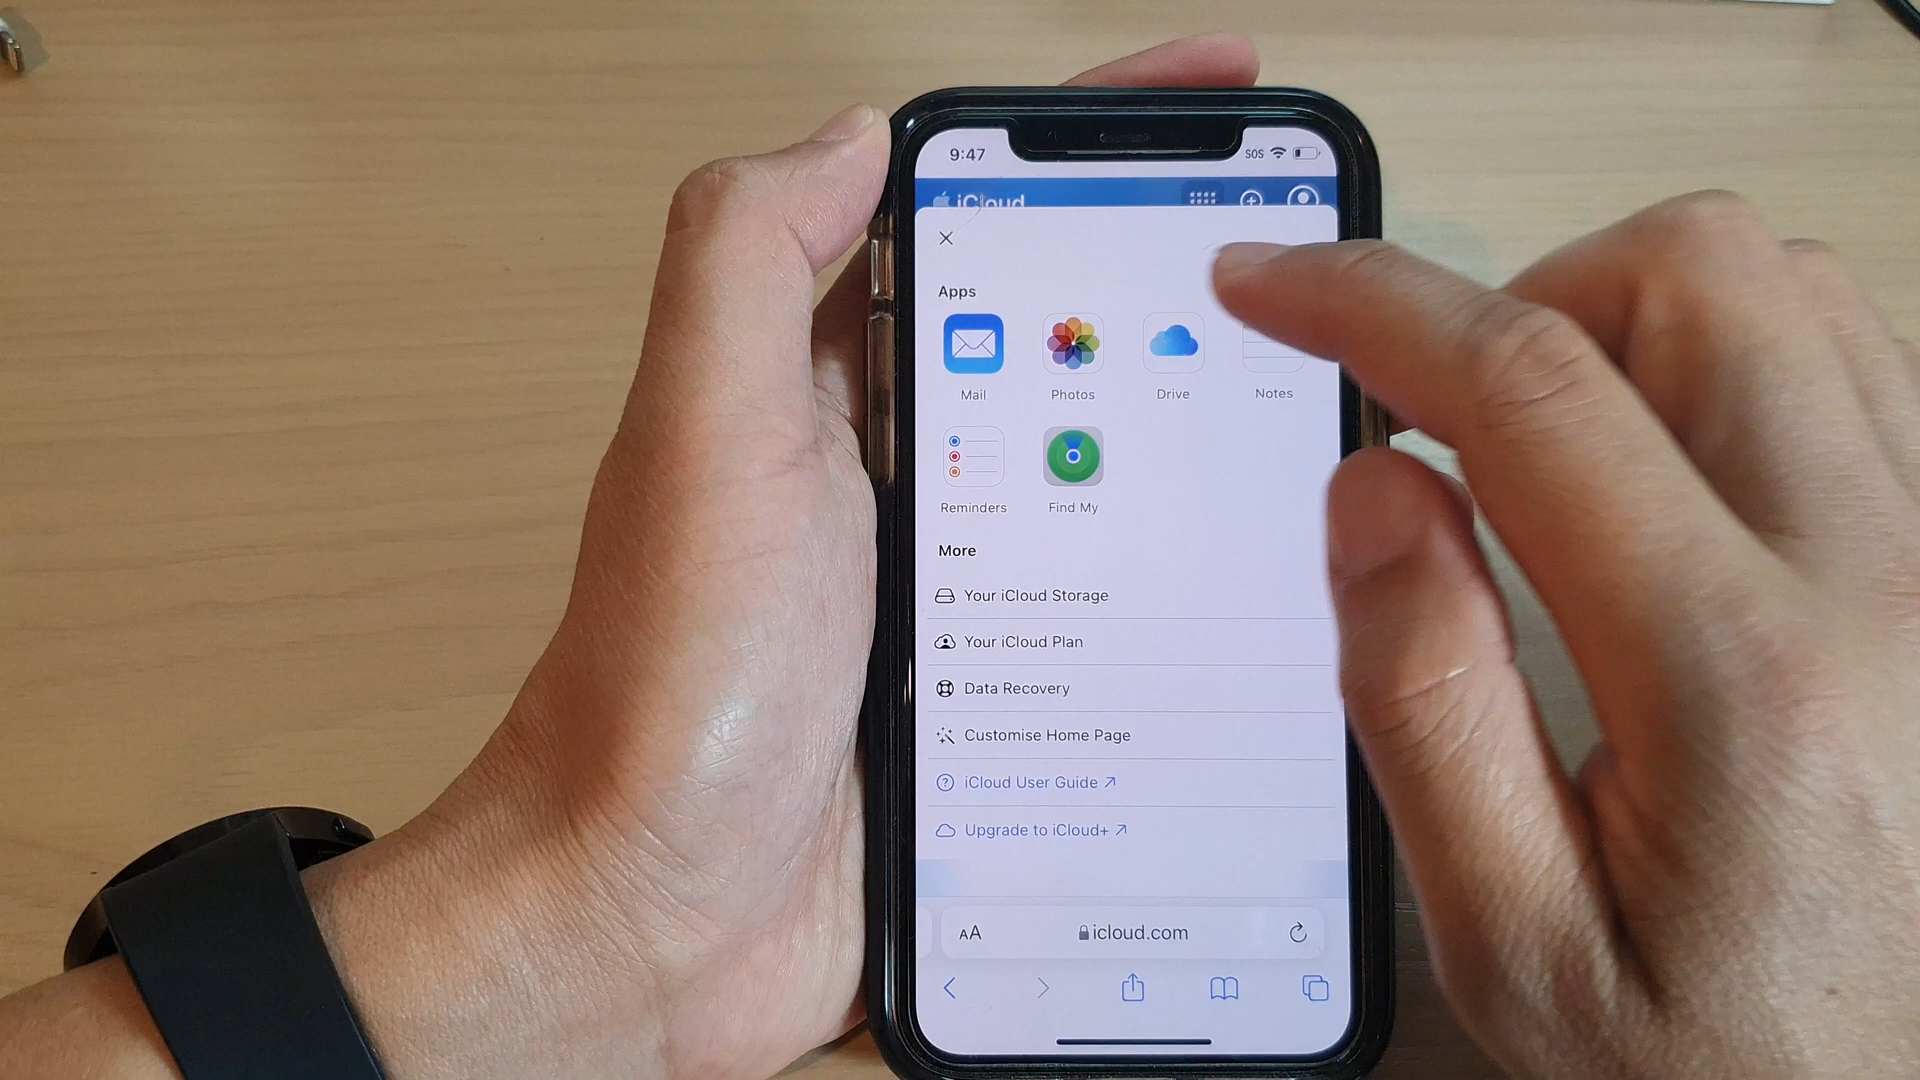 9:47
SOS
iCloud
Apps
Mail
Photos
Drive
Notes
Reminders
Find My
More
Your iCloud Storage
Your iCloud Plan
Data Recovery
Customise Home Page
iCloud User Guide ↗
Upgrade to iCloud+ ↗
AA
icloud.com